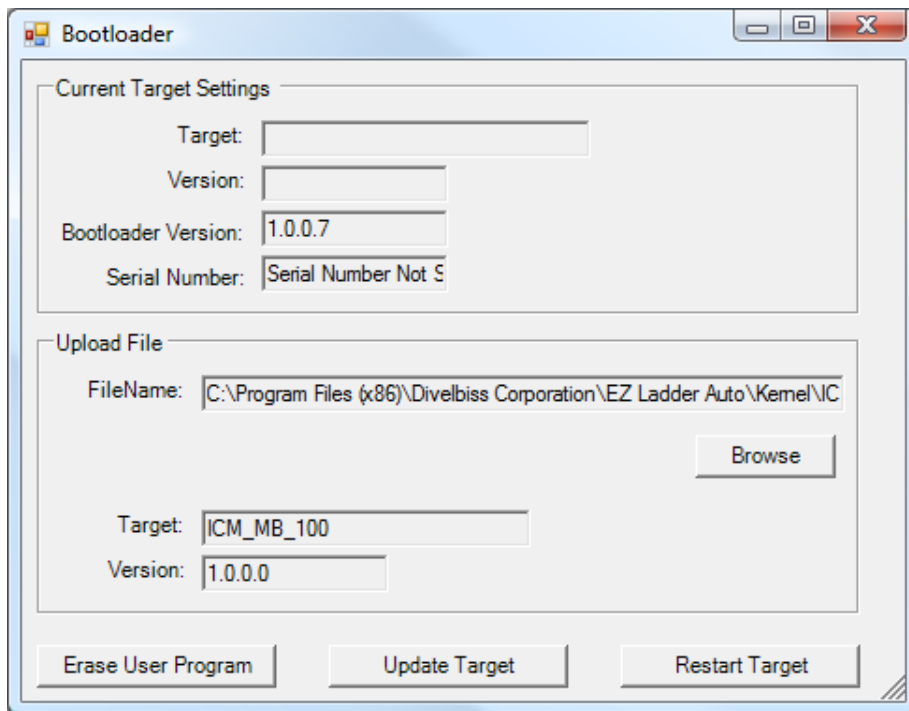 Bootloader
Current Target Settings
Target:
Version:
Bootloader Version: 1.0.0.7
Serial Number: Serial Number Not S
Upload File
FileName: C:\Program Files (x86)\Divelbiss Corporation\EZ Ladder Auto\Kernel\IC
Browse
Target: ICM_MB_100
Version: 1.0.0.0
Erase User Program Update Target Restart Target